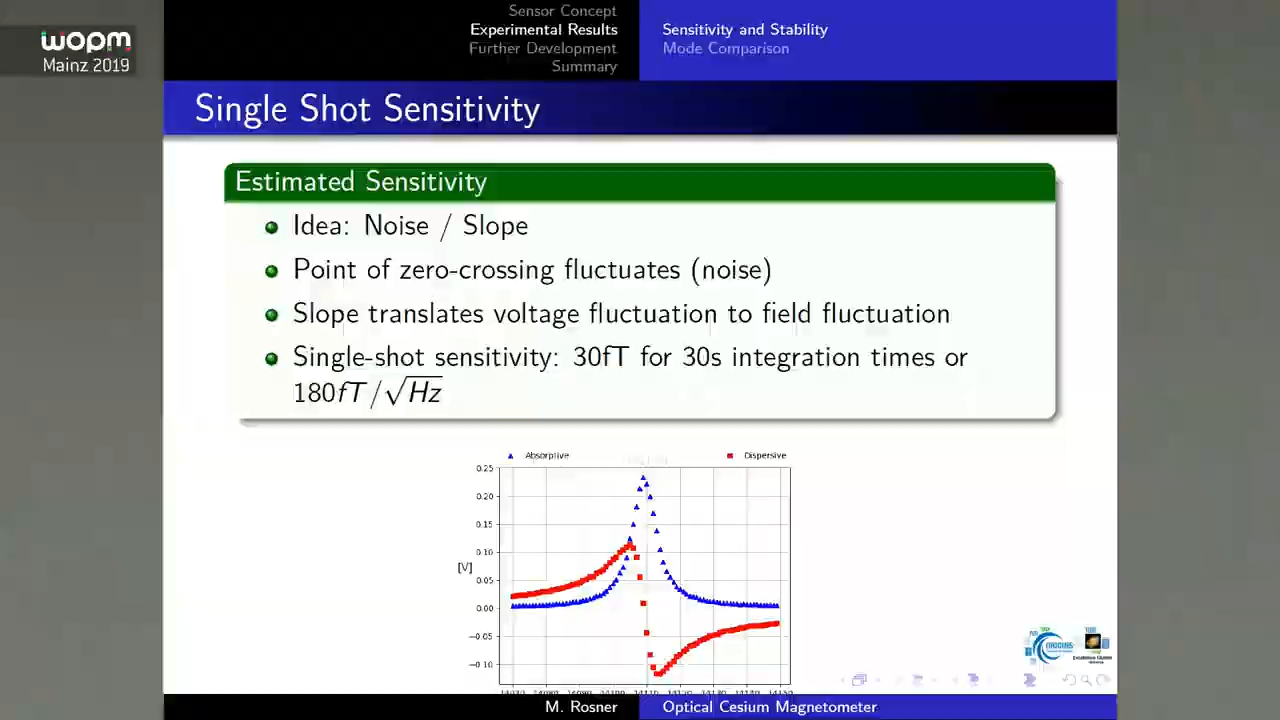 wopm
Mainz 2019
Sensor Concept
Experimental Results
Further Development
Summary
Sensitivity and Stability
Mode Comparison
Single Shot Sensitivity
Estimated Sensitivity
Idea: Noise / Slope
Point of zero-crossing fluctuates (noise)
Slope translates voltage fluctuation to field fluctuation
Single-shot sensitivity: 30fT for 30s integration times or
180fT/√Hz
Absorptive
Dispersive
0.25
0.20
0.15
0.10
[V]
0.05
0.00
−0.05
−0.10
M. Rosner
Optical Cesium Magnetometer